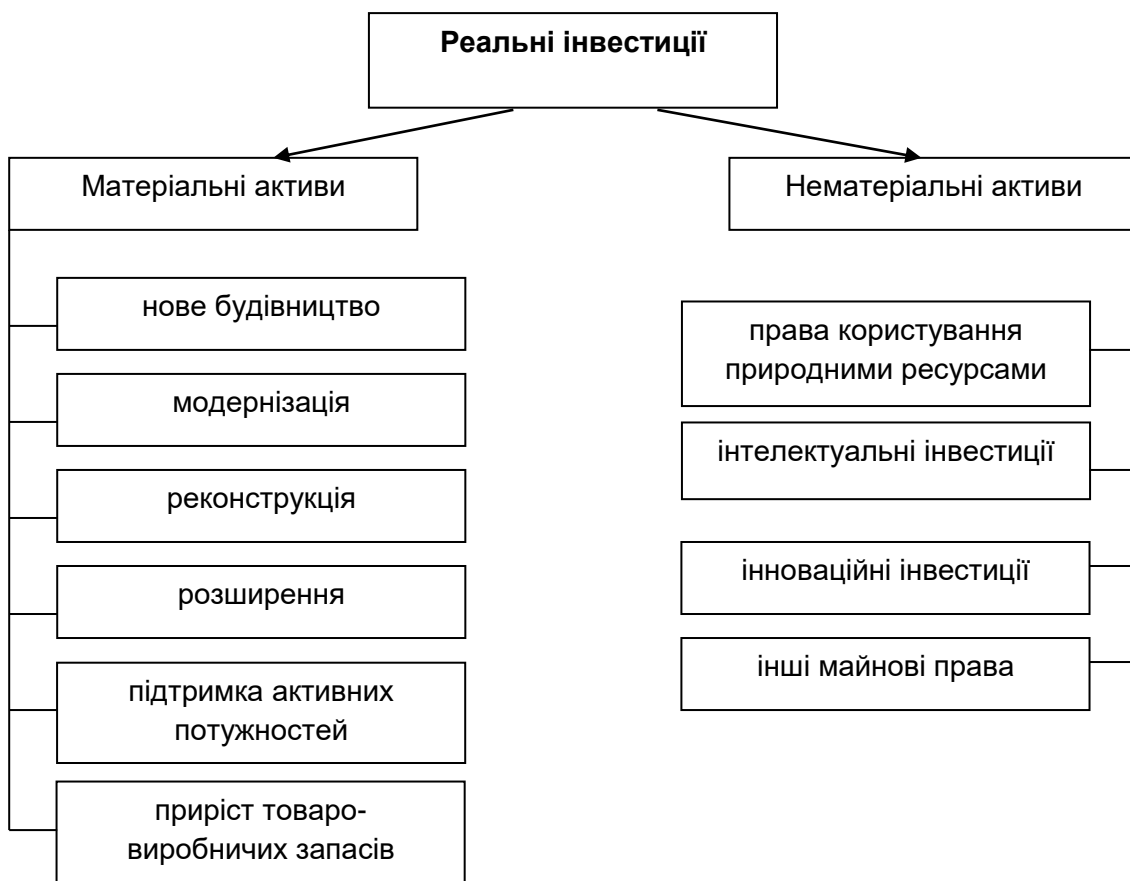 Реальні інвестиції
Матеріальні активи
Нематеріальні активи
нове будівництво
модернізація
реконструкція
розширення
підтримка активних
потужностей
приріст товаро-
виробничих запасів
права користування
природними ресурсами
інтелектуальні інвестиції
інноваційні інвестиції
інші майнові права